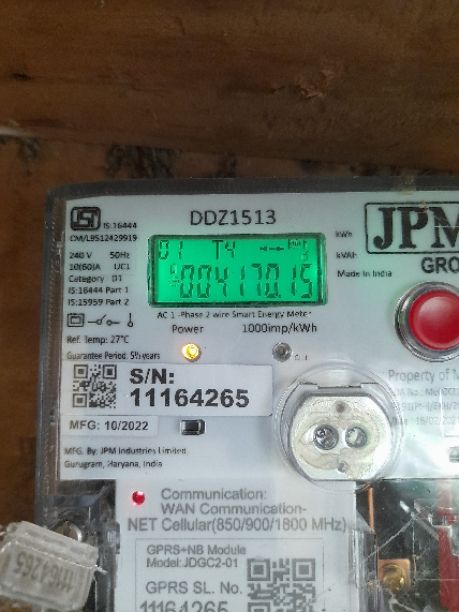 DDZ1513
IS:16444
CM/L9512429919
240 V 50Hz
10(60)A UC1
Category D1
IS:16444 Part 1
IS:15959 Part 2
Ref. Temp: 27°C
Guarantee Period: 5½ years
01 T4
004170.15
kWh
kVAh
Made in India
JPM
GRO
AC 1 -Phase 2 wire Smart Energy Meter
Power 1000imp/kWh
S/N:
11164265
MFG: 10/2022
MFG. By: JPM Industries Limited
Gurugram, Haryana, India
Property of M
Communication:
WAN Communication-
NET Cellular(850/900/1800 MHz)
GPRS+NB Module
Model: JDGC2-01
GPRS SL. No.
11164265
11164265